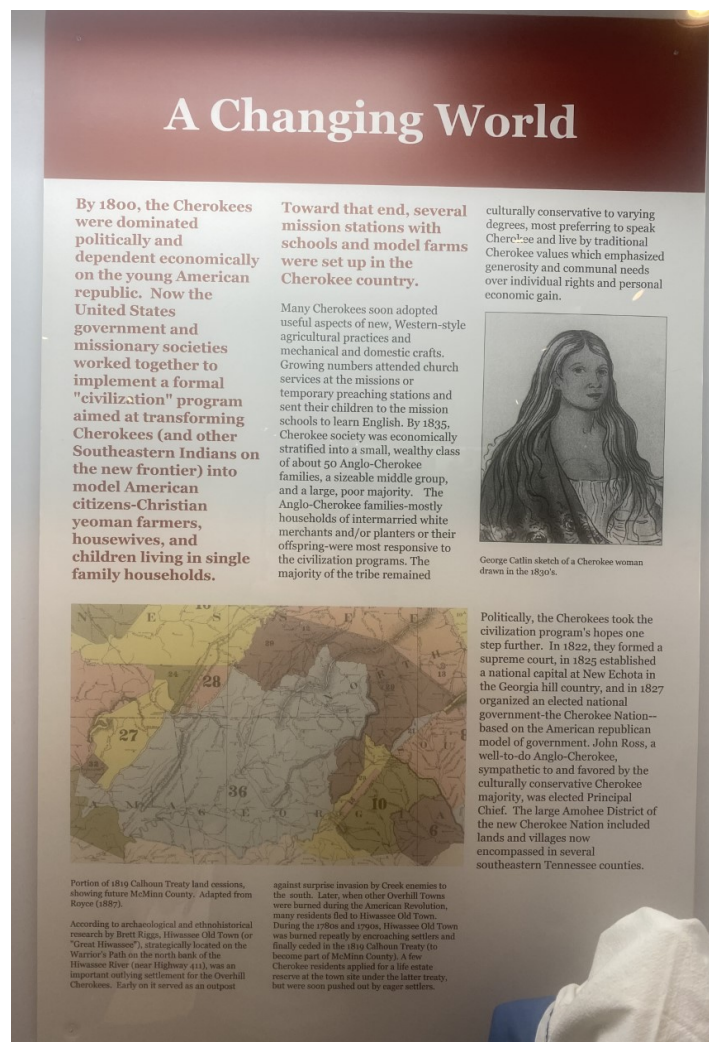 A Changing World
By 1800, the Cherokees
were dominated
politically and
dependent economically
on the young American
republic. Now the
United States
government and
missionary societies
worked together to
implement a formal
"civilization" program
aimed at transforming
Cherokees (and other
Southeastern Indians on
the new frontier) into
model American
citizens-Christian
yeoman farmers,
housewives, and
children living in single
family households.
Toward that end, several
mission stations with
schools and model farms
were set up in the
Cherokee country.
Many Cherokees soon adopted
useful aspects of new, Western-style
agricultural practices and
mechanical and domestic crafts.
Growing numbers attended church
services at the missions or
temporary preaching stations and
sent their children to the mission
schools to learn English. By 1835,
Cherokee society was economically
stratified into a small, wealthy class
of about 50 Anglo-Cherokee
families, a sizeable middle group,
and a large, poor majority. The
Anglo-Cherokee families-mostly
households of intermarried white
merchants and/or planters or their
offspring-were most responsive to
the civilization programs. The
majority of the tribe remained
culturally conservative to varying
degrees, most preferring to speak
Cherokee and live by traditional
Cherokee values which emphasized
generosity and communal needs
over individual rights and personal
economic gain.
George Catlin sketch of a Cherokee woman
drawn in the 1830's.
N E S S E E
28
27
36
10
6
A M A G E O R G I A
N O R T H
Portion of 1819 Calhoun Treaty land cessions,
showing future McMinn County. Adapted from
Royce (1887).
According to archaeological and ethnohistorical
research by Brett Riggs, Hiwassee Old Town (or
"Great Hiwassee"), strategically located on the
Warrior's Path on the north bank of the
Hiwassee River (near Highway 411), was an
important outlying settlement for the Overhill
Cherokees. Early on it served as an outpost
against surprise invasion by Creek enemies to
the south. Later, when other Overhill Towns
were burned during the American Revolution,
many residents fled to Hiwassee Old Town.
During the 1780s and 1790s, Hiwassee Old Town
was burned repeatly by encroaching settlers and
finally ceded in the 1819 Calhoun Treaty (to
become part of McMinn County). A few
Cherokee residents applied for a life estate
reserve at the town site under the latter treaty,
but were soon pushed out by eager settlers.
Politically, the Cherokees took the
civilization program's hopes one
step further. In 1822, they formed a
supreme court, in 1825 established
a national capital at New Echota in
the Georgia hill country, and in 1827
organized an elected national
government-the Cherokee Nation--
based on the American republican
model of government. John Ross, a
well-to-do Anglo-Cherokee,
sympathetic to and favored by the
culturally conservative Cherokee
majority, was elected Principal
Chief. The large Amohee District of
the new Cherokee Nation included
lands and villages now
encompassed in several
southeastern Tennessee counties.